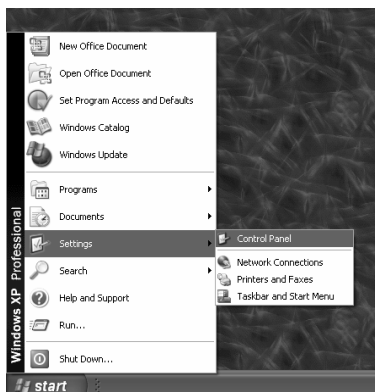 New Office Document
Open Office Document
Set Program Access and Defaults
Windows Catalog
Windows Update
Programs
Documents
Settings
Search
Help and Support
Run...
Shut Down...
Control Panel
Network Connections
Printers and Faxes
Taskbar and Start Menu
Windows XP Professional
start